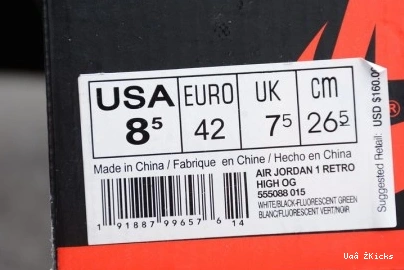 USA EURO UK cm
8⁵ 42 7⁵ 26⁵
Made in China / Fabrique en Chine / Hecho en China
AIR JORDAN 1 RETRO
HIGH OG
555088 015
WHITE/BLACK-FLUORESCENT GREEN
BLANC/FLUORESCENT VERT/NOIR
1 91887 99657 6 14
Suggested Retail: USD $160.0
Uaâ ŽKicks